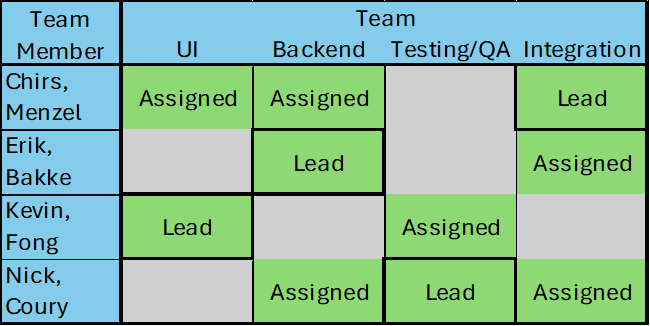 Team Team
Member UI Backend Testing/QA Integration
Chirs,
Menzel Assigned Assigned Lead
Erik,
Bakke Lead Assigned
Kevin,
Fong Lead Assigned
Nick,
Coury Assigned Lead Assigned